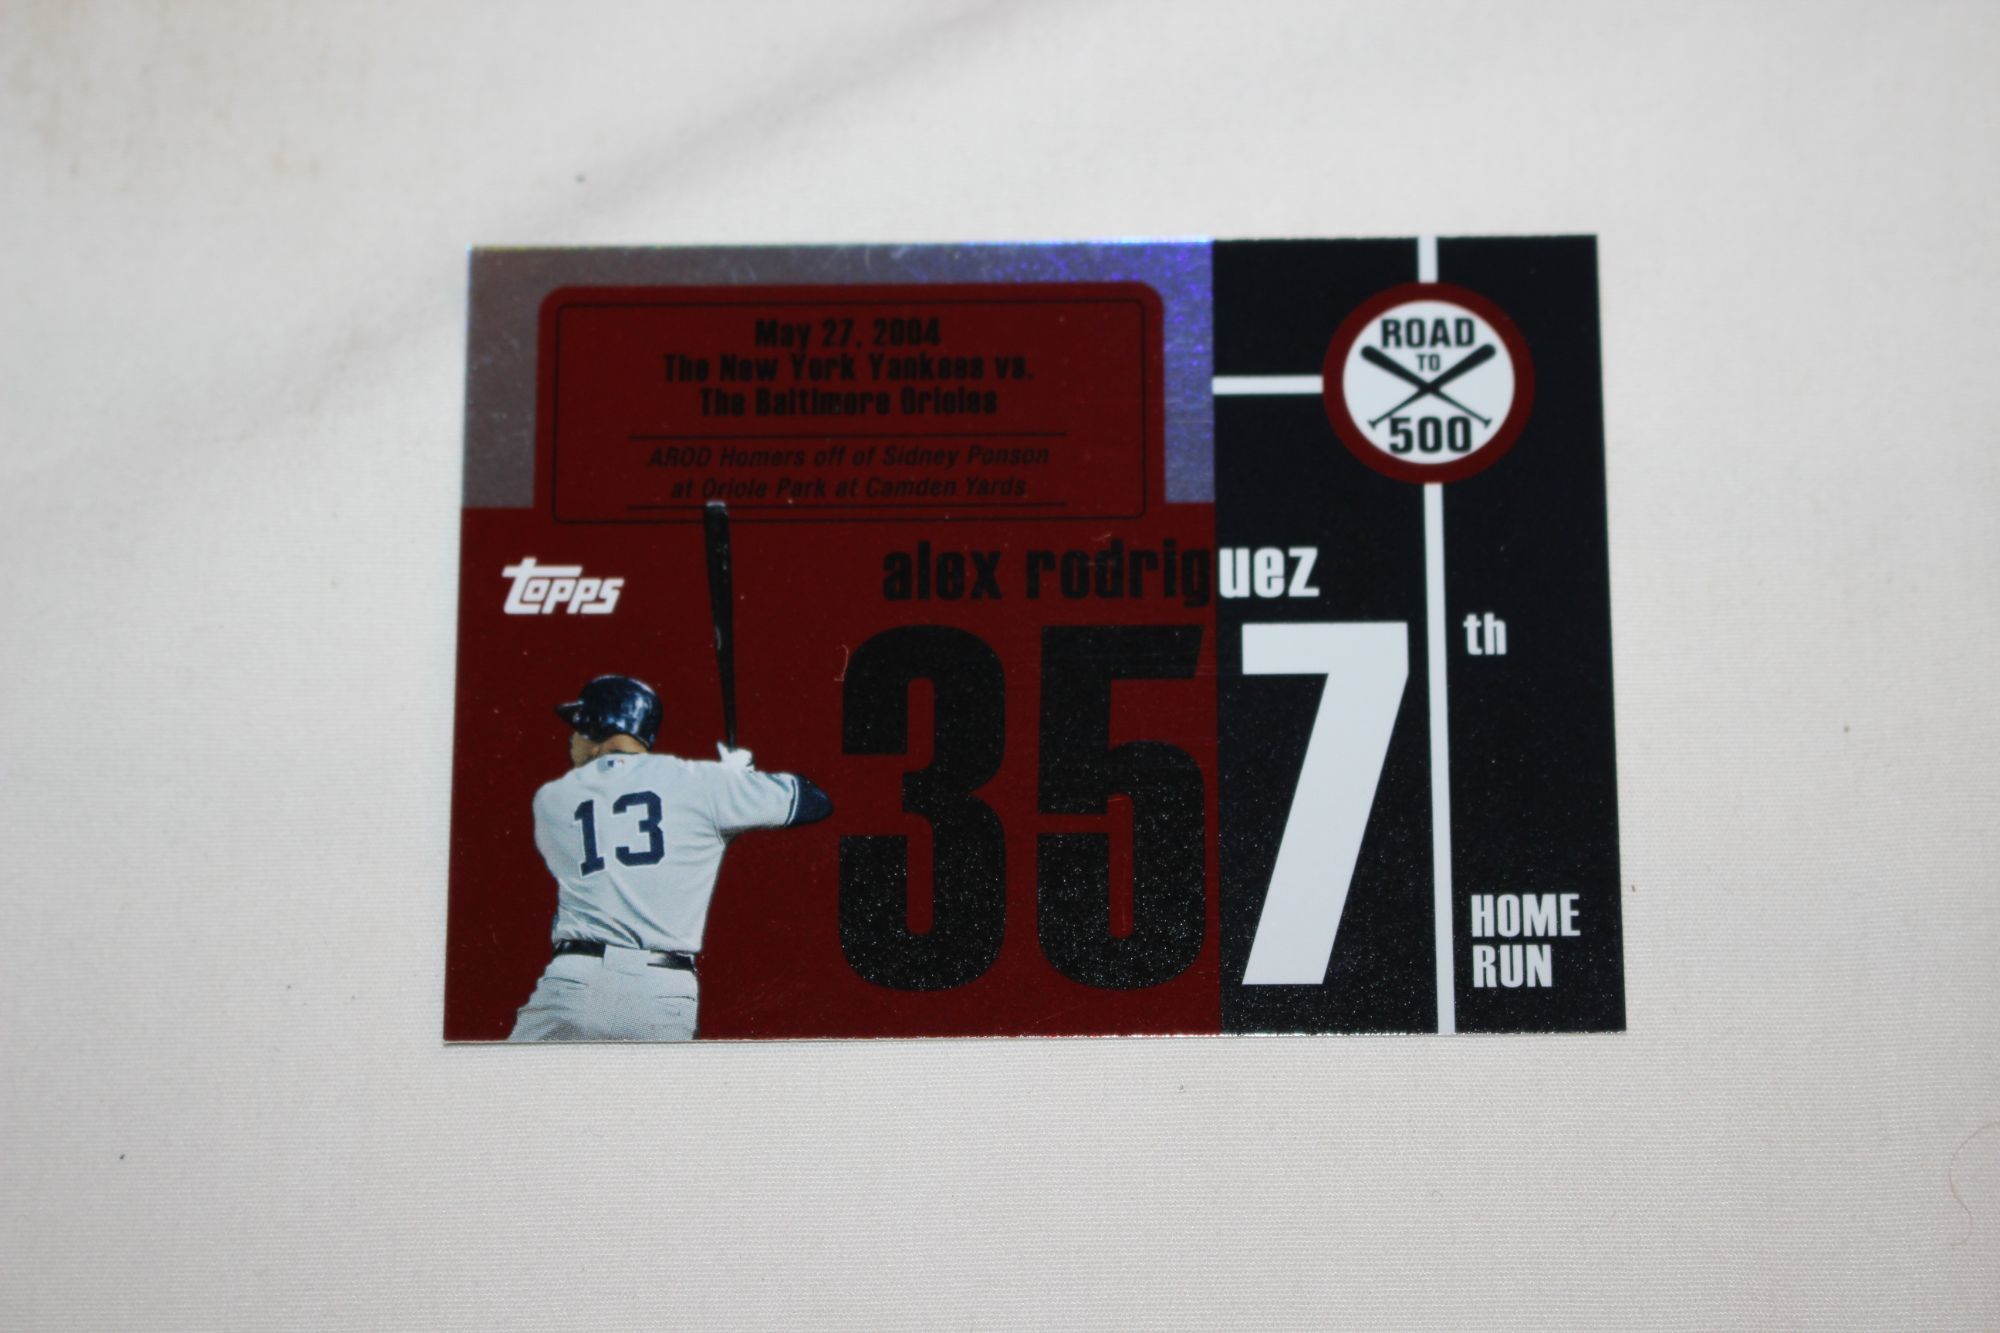 May 27, 2004
The New York Yankees vs.
The Baltimore Orioles
AROD Homers off of Sidney Ponson
at Oriole Park at Camden Yards
ROAD
TO
500
topps
alex rodriguez
357
th
13
HOME
RUN